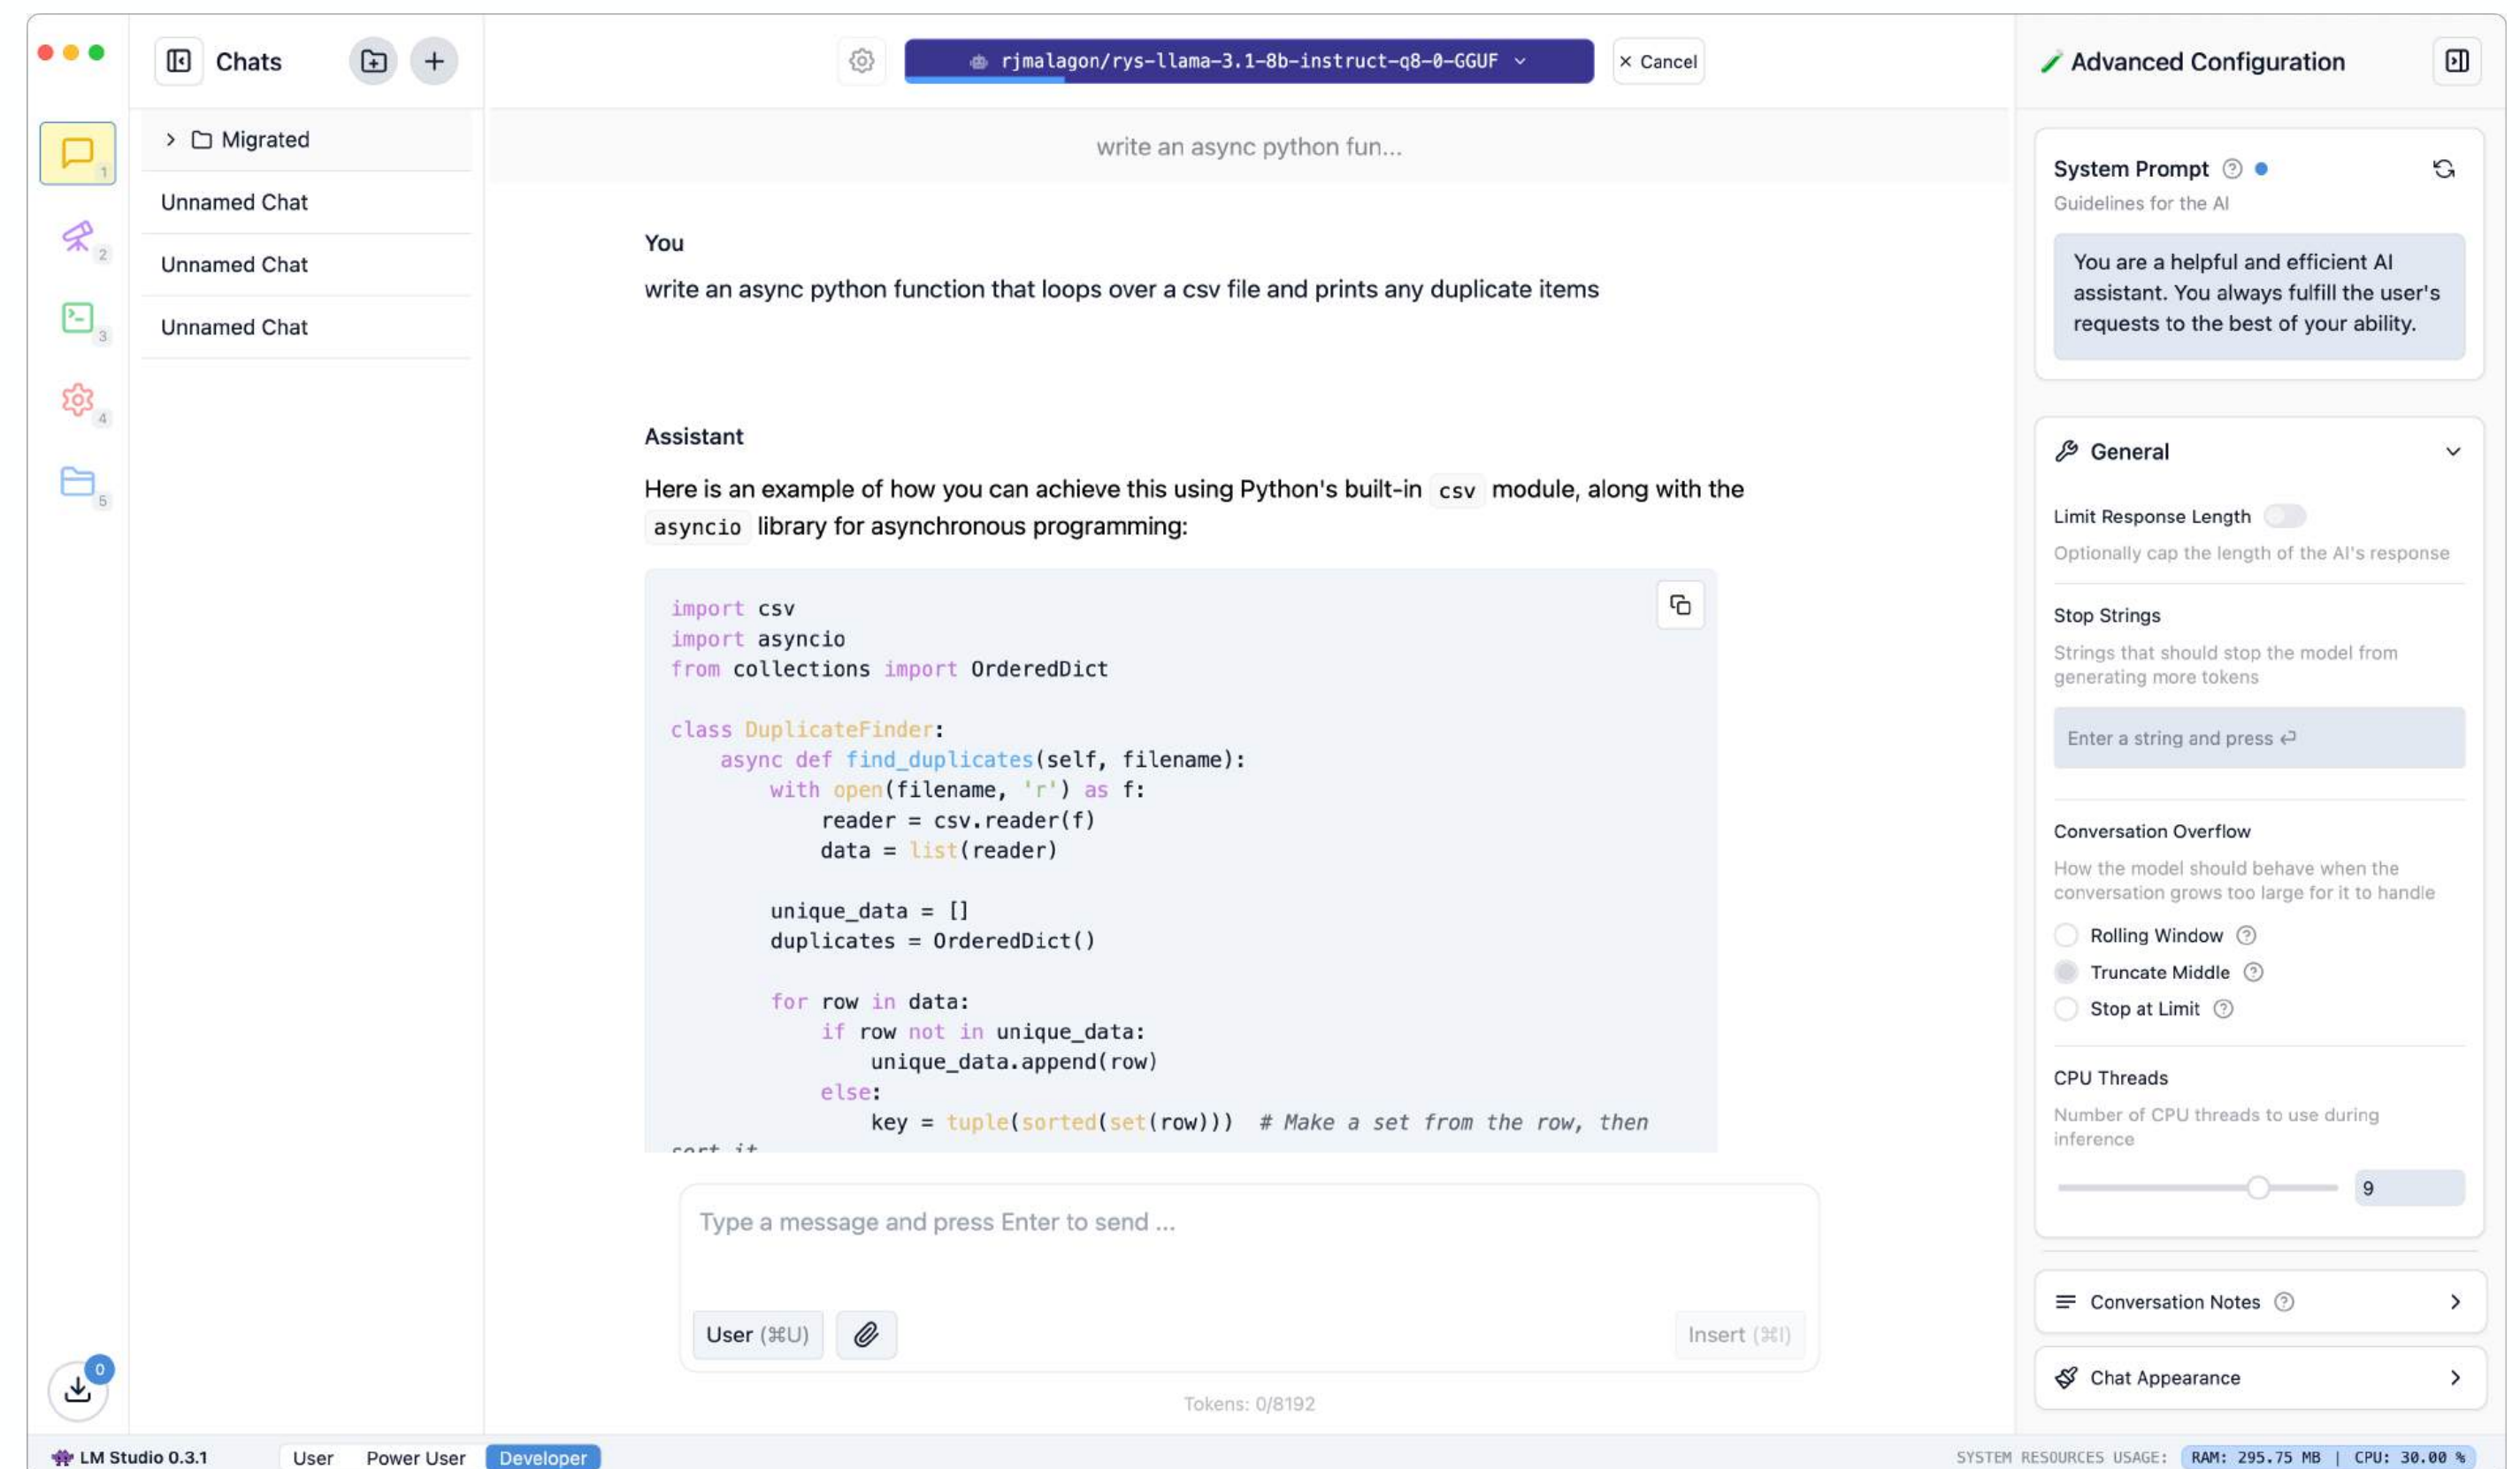 Chats
rjmalagon/rys-llama-3.1-8b-instruct-q8-0-GGUF
× Cancel
Advanced Configuration
1
2
3
4
5
Migrated
Unnamed Chat
Unnamed Chat
Unnamed Chat
write an async python fun...
You
write an async python function that loops over a csv file and prints any duplicate items
Assistant
Here is an example of how you can achieve this using Python's built-in csv module, along with the
asyncio library for asynchronous programming:
import csv
import asyncio
from collections import OrderedDict
class DuplicateFinder:
    async def find_duplicates(self, filename):
        with open(filename, 'r') as f:
            reader = csv.reader(f)
            data = list(reader)
        unique_data = []
        duplicates = OrderedDict()
        for row in data:
            if row not in unique_data:
                unique_data.append(row)
            else:
                key = tuple(sorted(set(row)))  # Make a set from the row, then
sort it
Type a message and press Enter to send ...
User (⌘U)
Insert (⌘I)
Tokens: 0/8192
System Prompt
Guidelines for the AI
You are a helpful and efficient AI
assistant. You always fulfill the user's
requests to the best of your ability.
General
Limit Response Length
Optionally cap the length of the AI's response
Stop Strings
Strings that should stop the model from
generating more tokens
Enter a string and press ↵
Conversation Overflow
How the model should behave when the
conversation grows too large for it to handle
Rolling Window
Truncate Middle
Stop at Limit
CPU Threads
Number of CPU threads to use during
inference
9
Conversation Notes
Chat Appearance
0
LM Studio 0.3.1
User
Power User
Developer
SYSTEM RESOURCES USAGE: RAM: 295.75 MB | CPU: 30.00 %